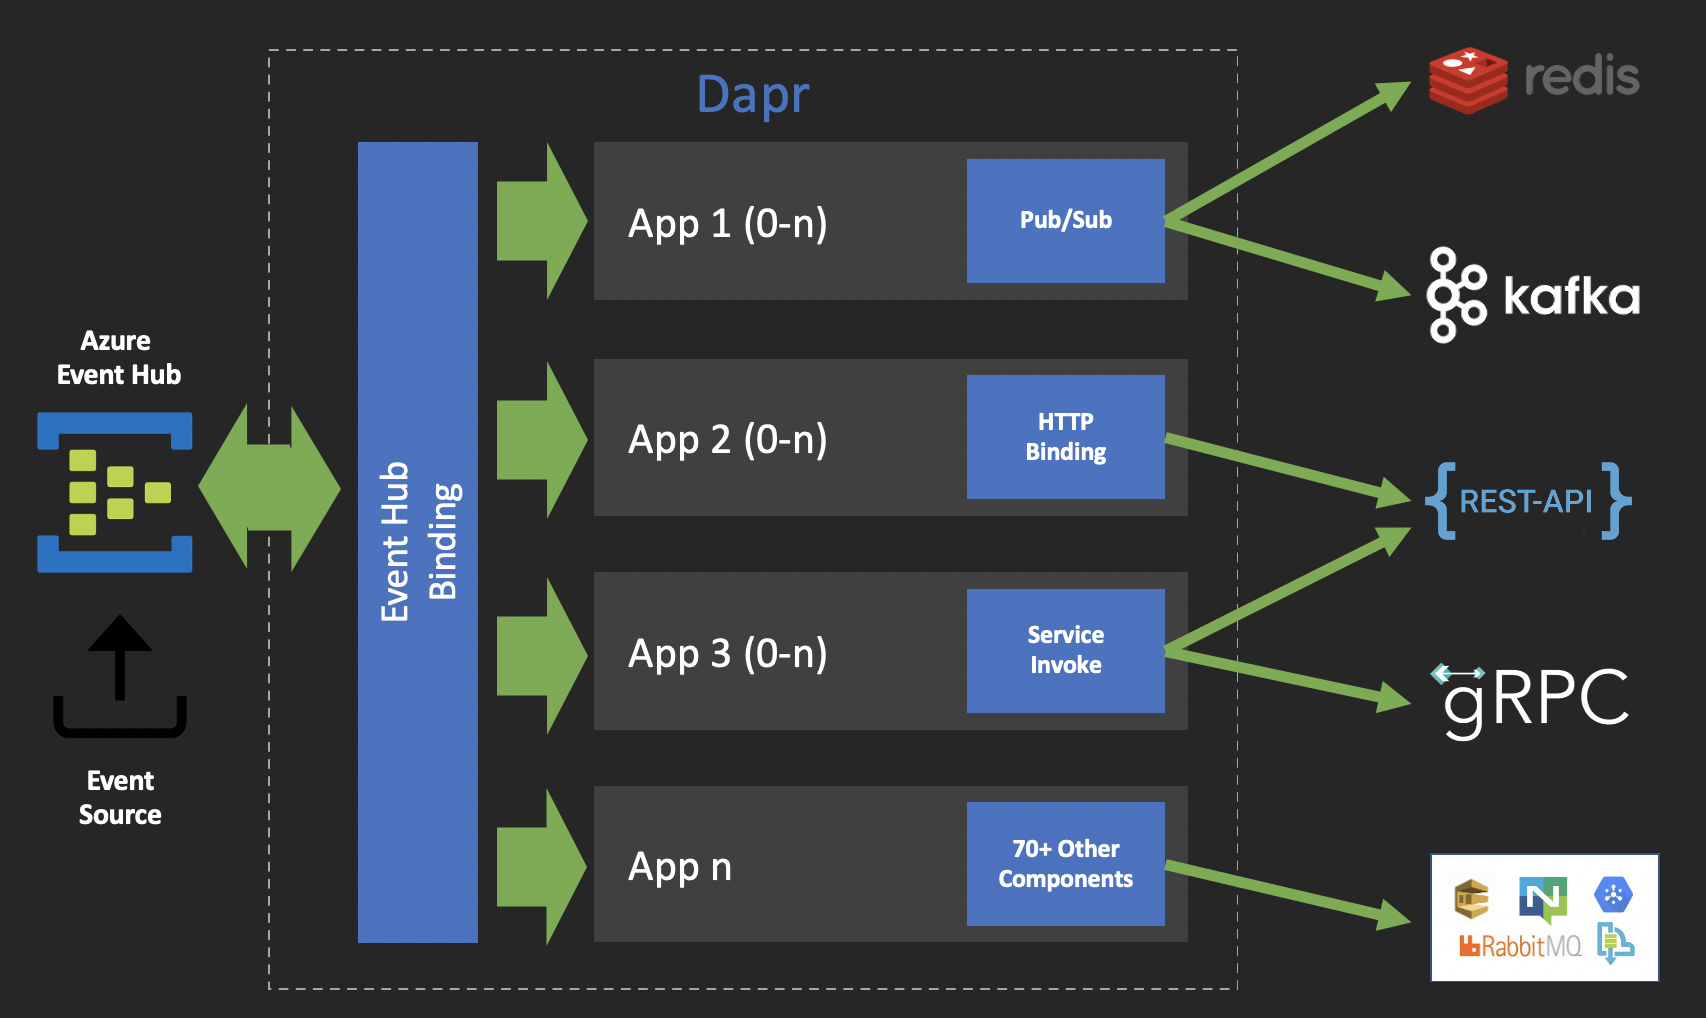 Dapr
Azure
Event Hub
Event
Source
Event Hub
Binding
App 1 (0-n)
Pub/Sub
App 2 (0-n)
HTTP
Binding
App 3 (0-n)
Service
Invoke
App n
70+ Other
Components
redis
kafka
{ REST-API }
gRPC
N
RabbitMQ